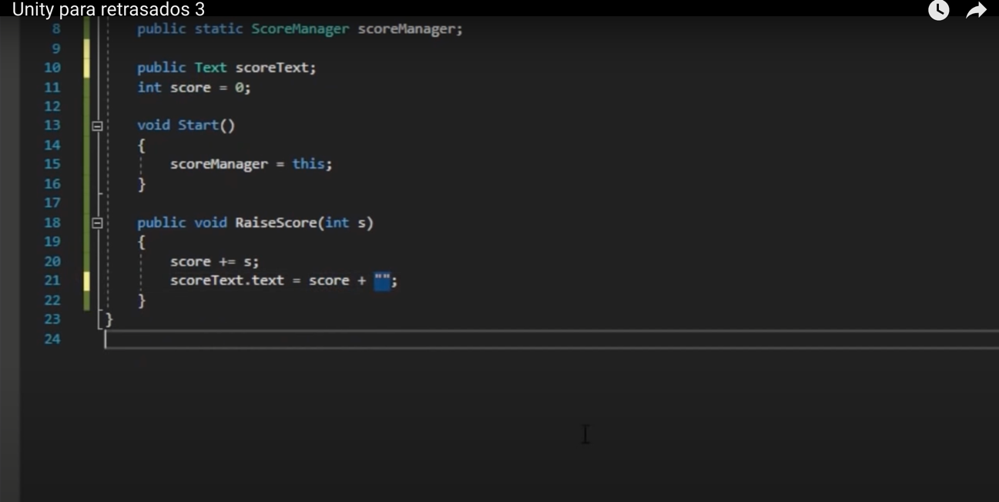 Unity para retrasados 3
8 public static ScoreManager scoreManager;
9
10 public Text scoreText;
11 int score = 0;
12
13 void Start()
14 {
15 scoreManager = this;
16 }
17
18 public void RaiseScore(int s)
19 {
20 score += s;
21 scoreText.text = score + "";
22 }
23 }
24